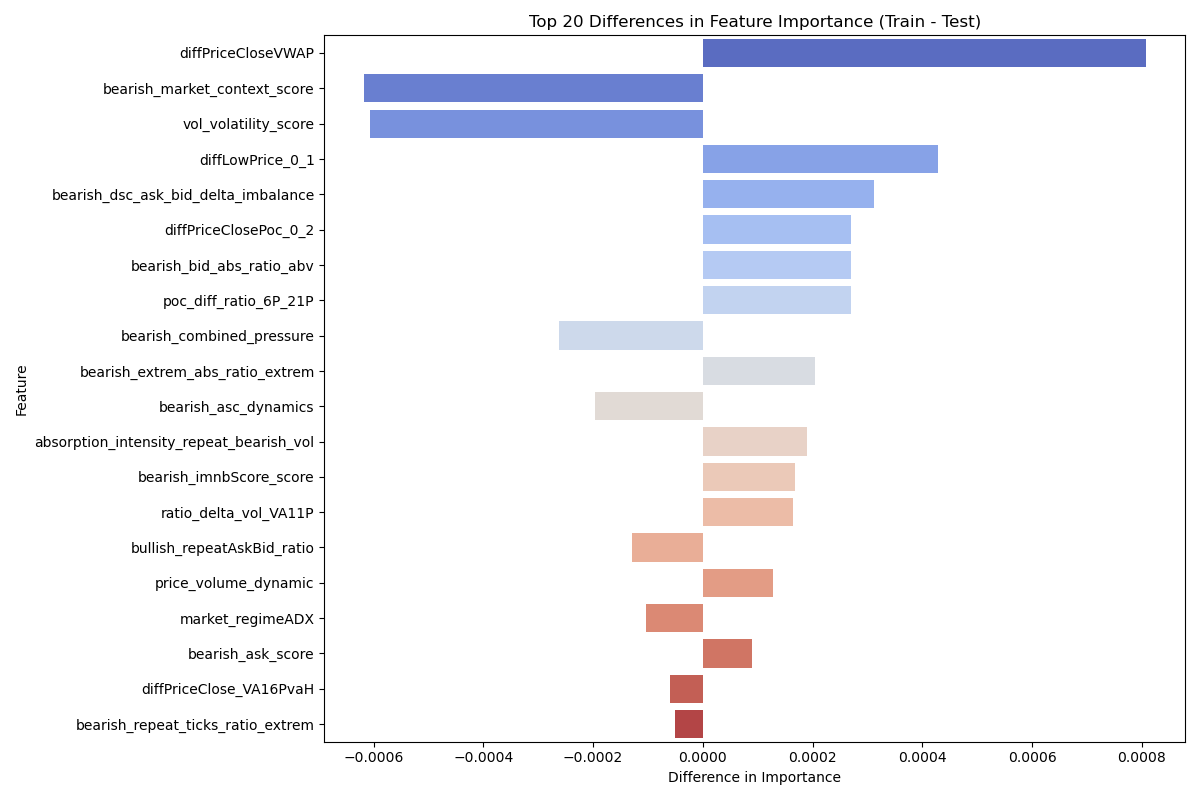 Top 20 Differences in Feature Importance (Train - Test)
diffPriceCloseVWAP
bearish_market_context_score
vol_volatility_score
diffLowPrice_0_1
bearish_dsc_ask_bid_delta_imbalance
diffPriceClosePoc_0_2
bearish_bid_abs_ratio_abv
poc_diff_ratio_6P_21P
bearish_combined_pressure
bearish_extrem_abs_ratio_extrem
bearish_asc_dynamics
absorption_intensity_repeat_bearish_vol
bearish_imnbScore_score
ratio_delta_vol_VA11P
bullish_repeatAskBid_ratio
price_volume_dynamic
market_regimeADX
bearish_ask_score
diffPriceClose_VA16PvaH
bearish_repeat_ticks_ratio_extrem
Feature
−0.0006 −0.0004 −0.0002 0.0000 0.0002 0.0004 0.0006 0.0008
Difference in Importance